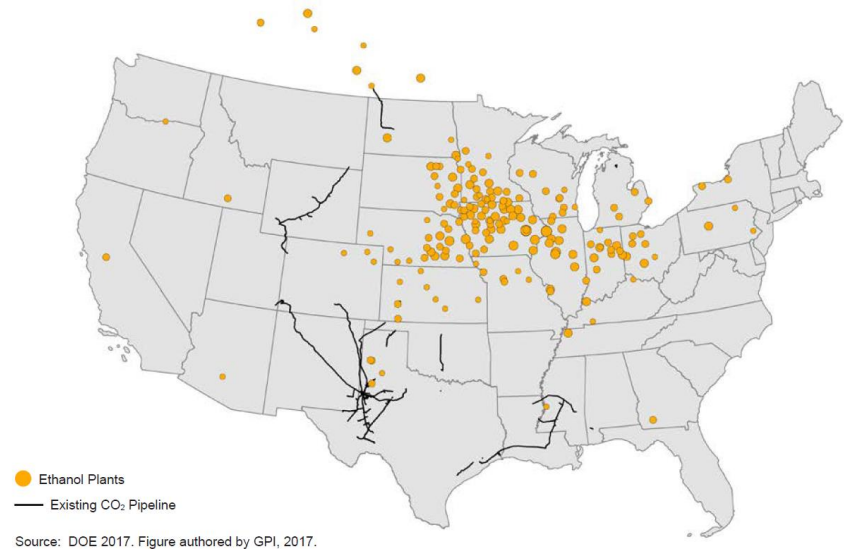 Ethanol Plants
Existing CO₂ Pipeline
Source: DOE 2017. Figure authored by GPI, 2017.